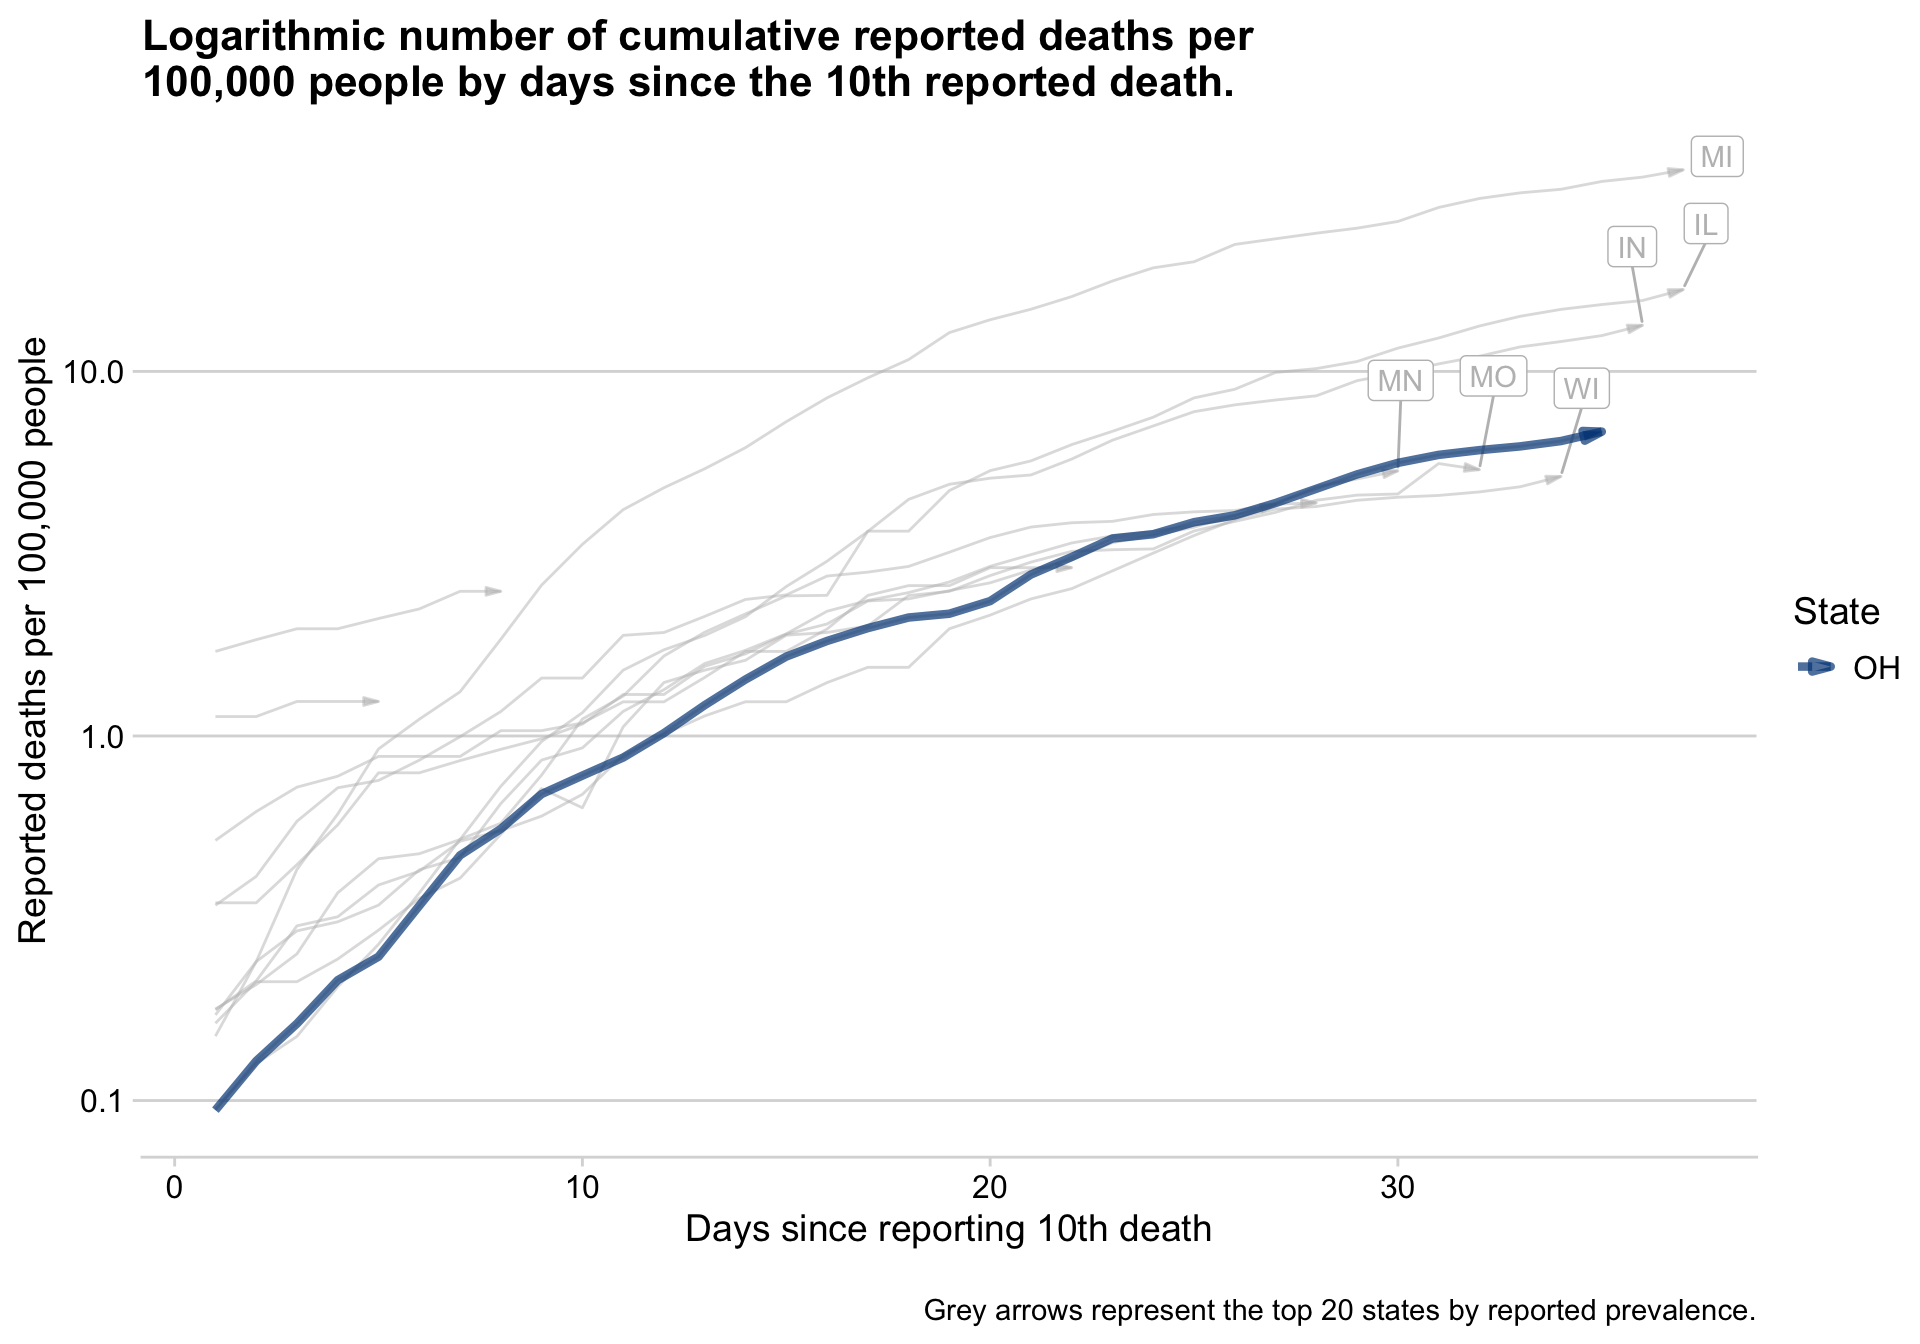 Logarithmic number of cumulative reported deaths per
100,000 people by days since the 10th reported death.
MI
IL
IN
MN
MO
WI
Reported deaths per 100,000 people
10.0
1.0
0.1
State
OH
0
10
20
30
Days since reporting 10th death
Grey arrows represent the top 20 states by reported prevalence.